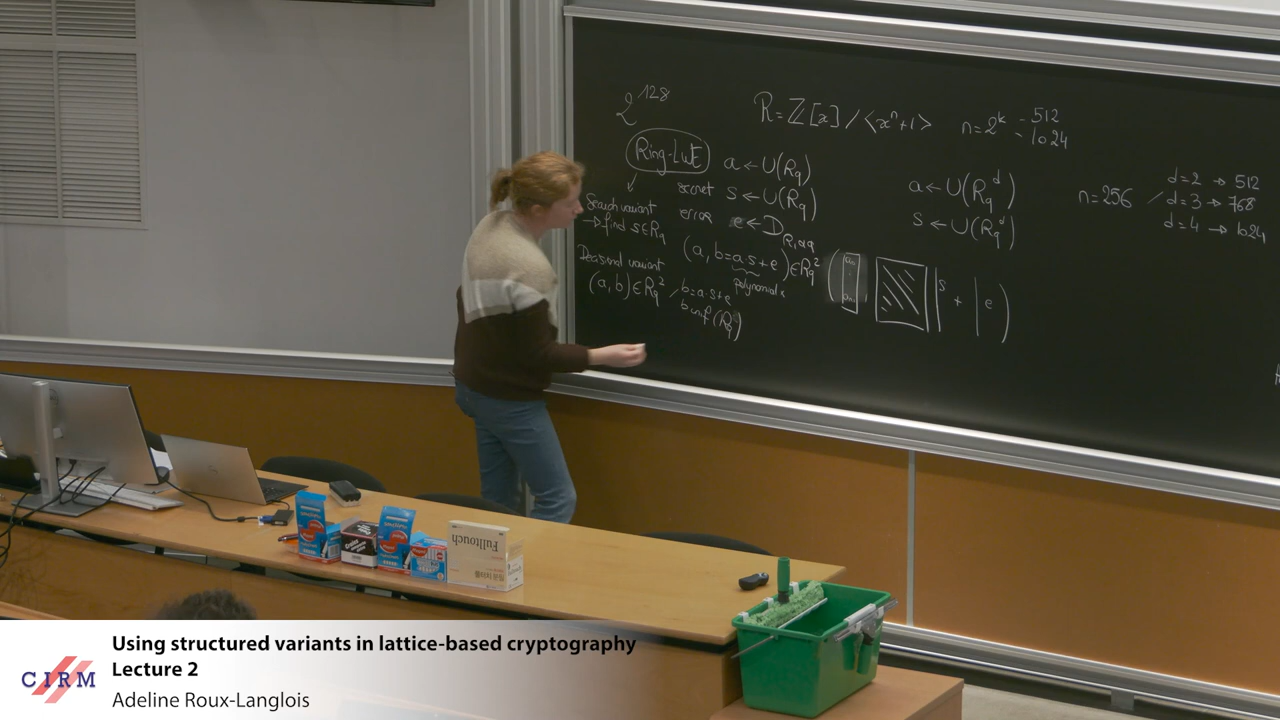 2^128
R = Z[x] / <x^n+1>
n=2^k
- 512
- 1024
Ring-LWE
a ← U(R_q)
secret s ← U(R_q)
error e ← D_{R,αq}
(a, b=a·s+e) ∈ R_q^2
polynomials
Search variant
→ find s∈R_q
Decisional variant
(a,b) ∈ R_q^2 / b=a·s+e
b unif (R_q)
a ← U(R_q^d)
s ← U(R_q^d)
n=256
d=2 → 512
d=3 → 768
d=4 → 1024
s + e
Fulltouch
Using structured variants in lattice-based cryptography
Lecture 2
CIRM
Adeline Roux-Langlois